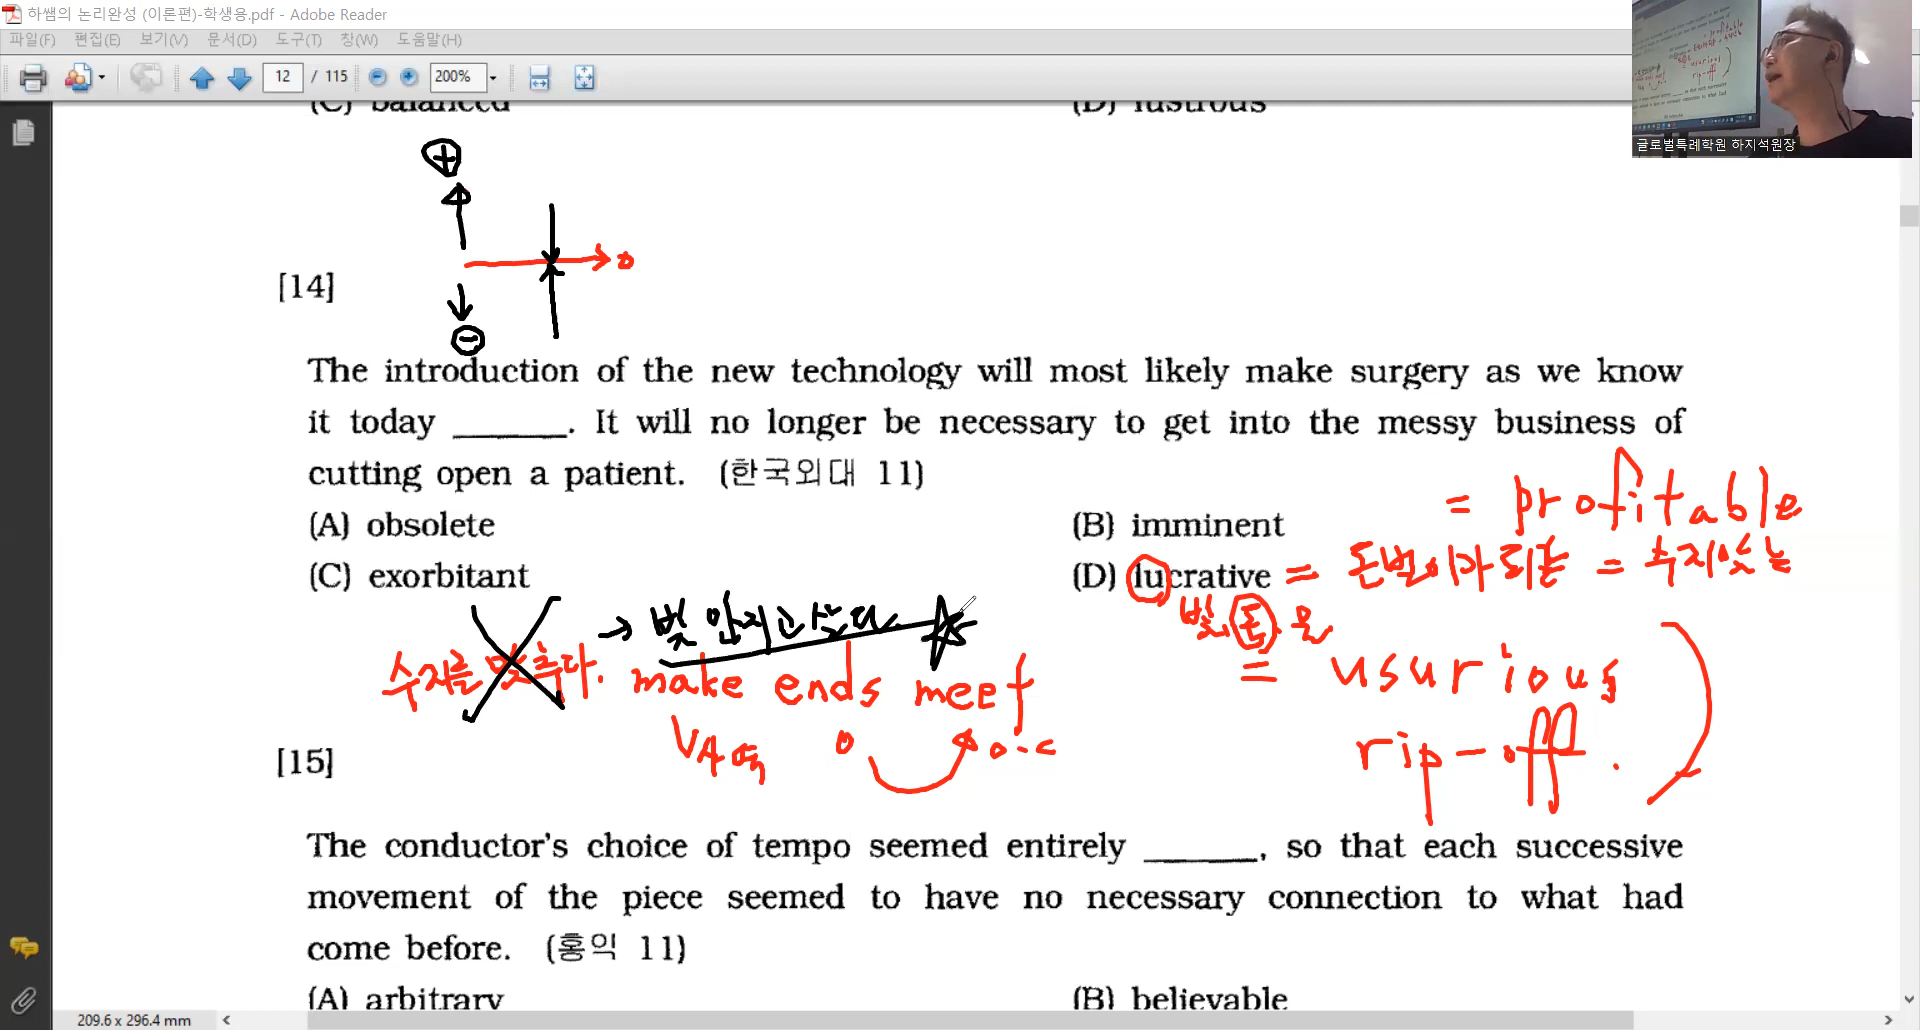 하쌤의 논리완성 (이론편)-학생용.pdf - Adobe Reader
파일(F) 편집(E) 보기(V) 문서(D) 도구(T) 창(W) 도움말(H)
12 / 115 200%
글로벌특례학원 하지석원장
(C) balanced (D) lustrous
+
[14]
−
The introduction of the new technology will most likely make surgery as we know
it today ______. It will no longer be necessary to get into the messy business of
cutting open a patient. (한국외대 11)
= profitable
(A) obsolete (B) imminent
(C) exorbitant (D) lucrative = 돈벌이가 되는 = 수지맞는
→ 빚 안지고 살다
빛, 돈, 물
수지를 맞추다. make ends meet
= usurious
V O O·C
rip-off.
[15]
The conductor's choice of tempo seemed entirely ______, so that each successive
movement of the piece seemed to have no necessary connection to what had
come before. (홍익 11)
(A) arbitrary (B) believable
209.6 x 296.4 mm